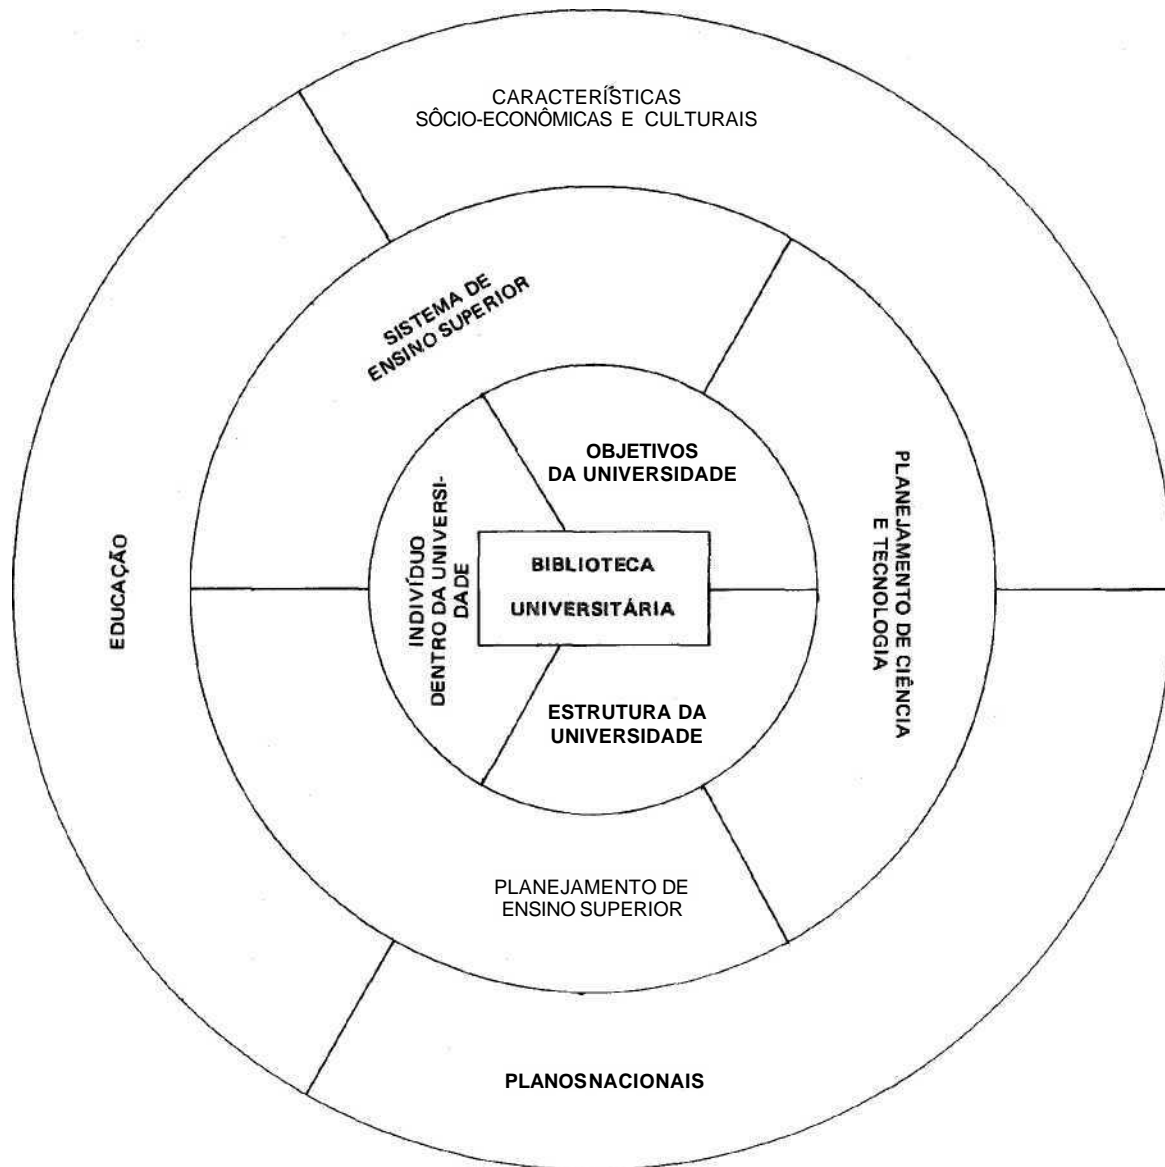 CARACTERÍSTICAS
SÔCIO-ECONÔMICAS E CULTURAIS
SISTEMA DE
ENSINO SUPERIOR
OBJETIVOS
DA UNIVERSIDADE
PLANEJAMENTO DE CIÊNCIA
E TECNOLOGIA
EDUCAÇÃO
INDIVÍDUO
DENTRO DA UNIVERSI-
DADE
BIBLIOTECA
UNIVERSITÁRIA
ESTRUTURA DA
UNIVERSIDADE
PLANEJAMENTO DE
ENSINO SUPERIOR
PLANOSNACIONAIS